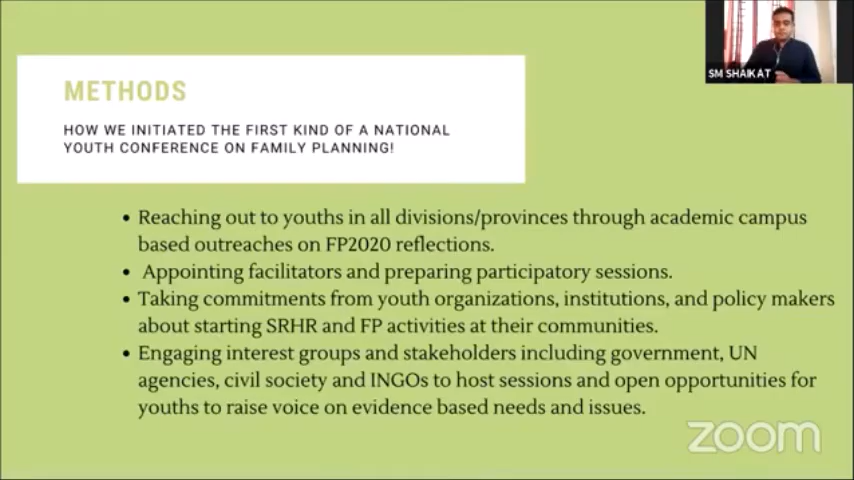 SM SHAIKAT
METHODS
HOW WE INITIATED THE FIRST KIND OF A NATIONAL
YOUTH CONFERENCE ON FAMILY PLANNING!
• Reaching out to youths in all divisions/provinces through academic campus
based outreaches on FP2020 reflections.
• Appointing facilitators and preparing participatory sessions.
• Taking commitments from youth organizations, institutions, and policy makers
about starting SRHR and FP activities at their communities.
• Engaging interest groups and stakeholders including government, UN
agencies, civil society and INGOs to host sessions and open opportunities for
youths to raise voice on evidence based needs and issues.
zoom